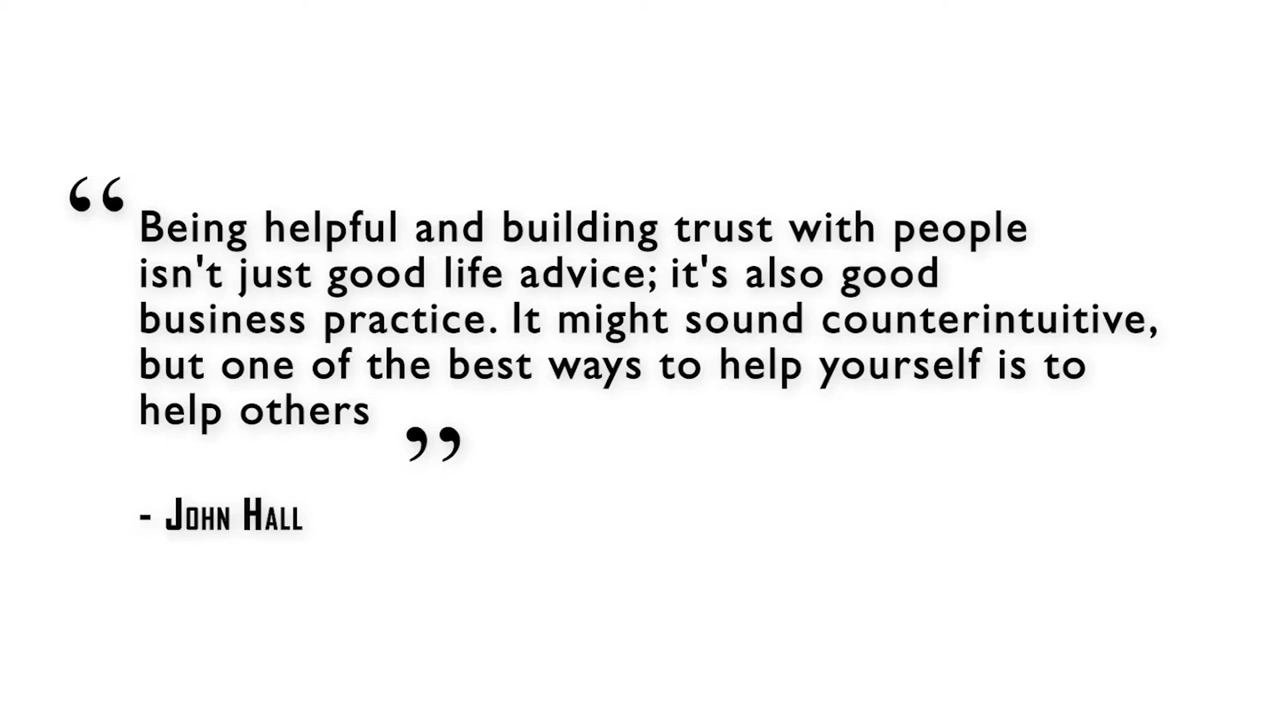 “Being helpful and building trust with people
isn't just good life advice; it's also good
business practice. It might sound counterintuitive,
but one of the best ways to help yourself is to
help others”
- John Hall